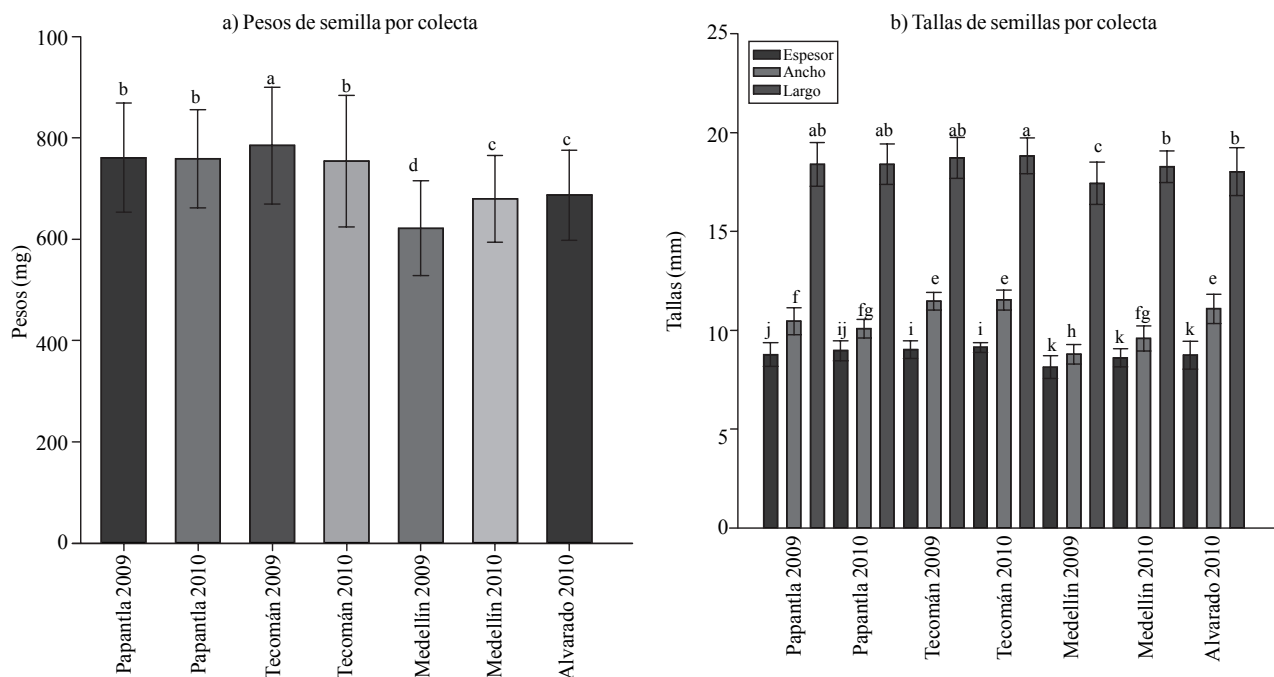 a) Pesos de semilla por colecta
100
800
600
400
200
0
Pesos (mg)
b b a b d c c
Papantla 2009
Papantla 2010
Tecomán 2009
Tecomán 2010
Medellín 2009
Medellín 2010
Alvarado 2010
b) Tallas de semillas por colecta
25
20
15
10
5
0
Tallas (mm)
Espesor
Ancho
Largo
ab ab ab a c b b
f fg e e h fg e
j ij i i k k k
Papantla 2009
Papantla 2010
Tecomán 2009
Tecomán 2010
Medellín 2009
Medellín 2010
Alvarado 2010